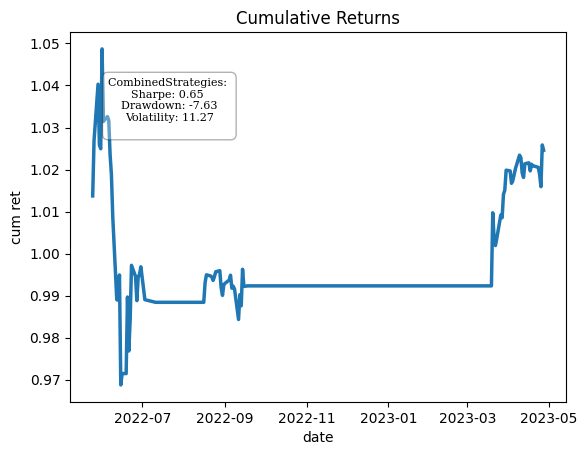 Cumulative Returns
1.05
1.04
1.03
1.02
1.01
1.00
0.99
0.98
0.97
cum ret
CombinedStrategies:
Sharpe: 0.65
Drawdown: -7.63
Volatility: 11.27
2022-07
2022-09
2022-11
2023-01
2023-03
2023-05
date